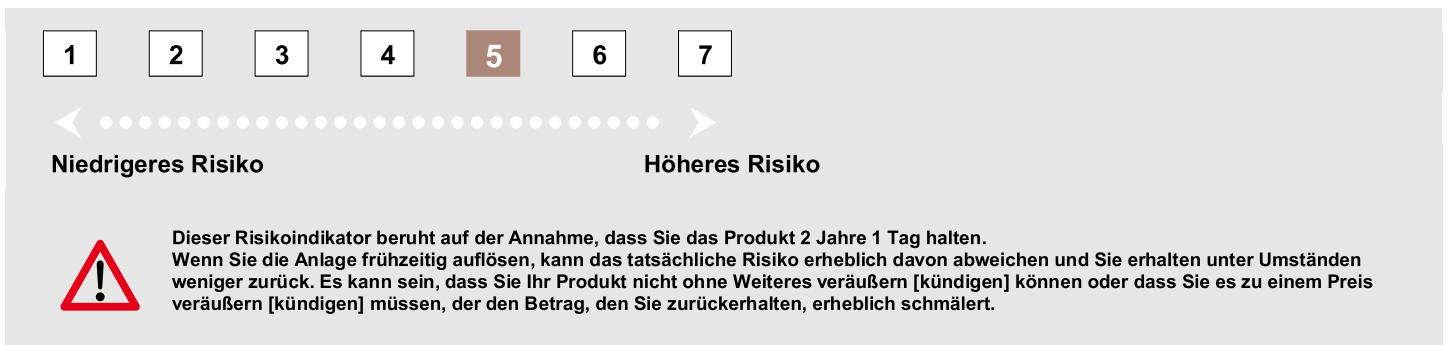 1 2 3 4 5 6 7
Niedrigeres Risiko Höheres Risiko
Dieser Risikoindikator beruht auf der Annahme, dass Sie das Produkt 2 Jahre 1 Tag halten.
Wenn Sie die Anlage frühzeitig auflösen, kann das tatsächliche Risiko erheblich davon abweichen und Sie erhalten unter Umständen
weniger zurück. Es kann sein, dass Sie Ihr Produkt nicht ohne Weiteres veräußern [kündigen] können oder dass Sie es zu einem Preis
veräußern [kündigen] müssen, der den Betrag, den Sie zurückerhalten, erheblich schmälert.